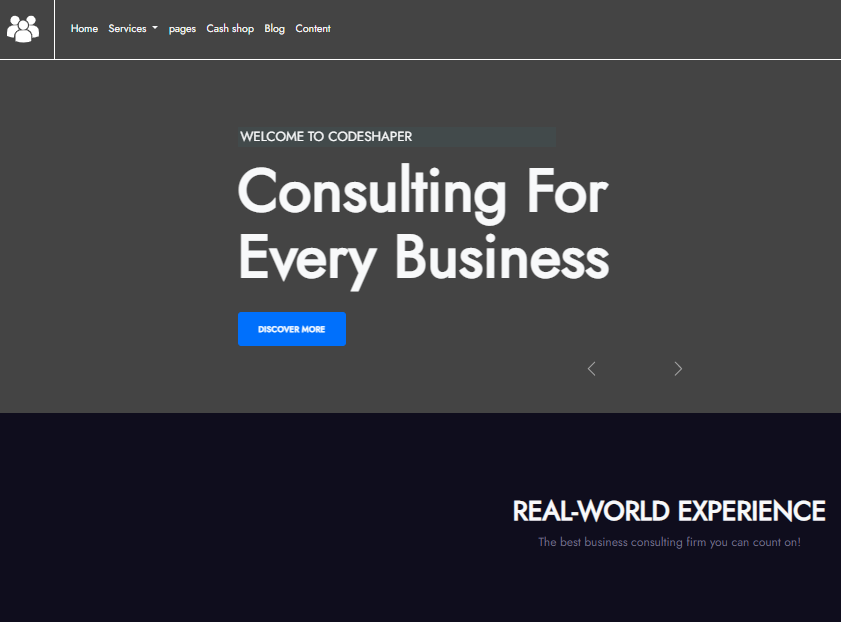 Home Services pages Cash shop Blog Content
WELCOME TO CODESHAPER
Consulting For
Every Business
DISCOVER MORE
REAL-WORLD EXPERIENCE
The best business consulting firm you can count on!